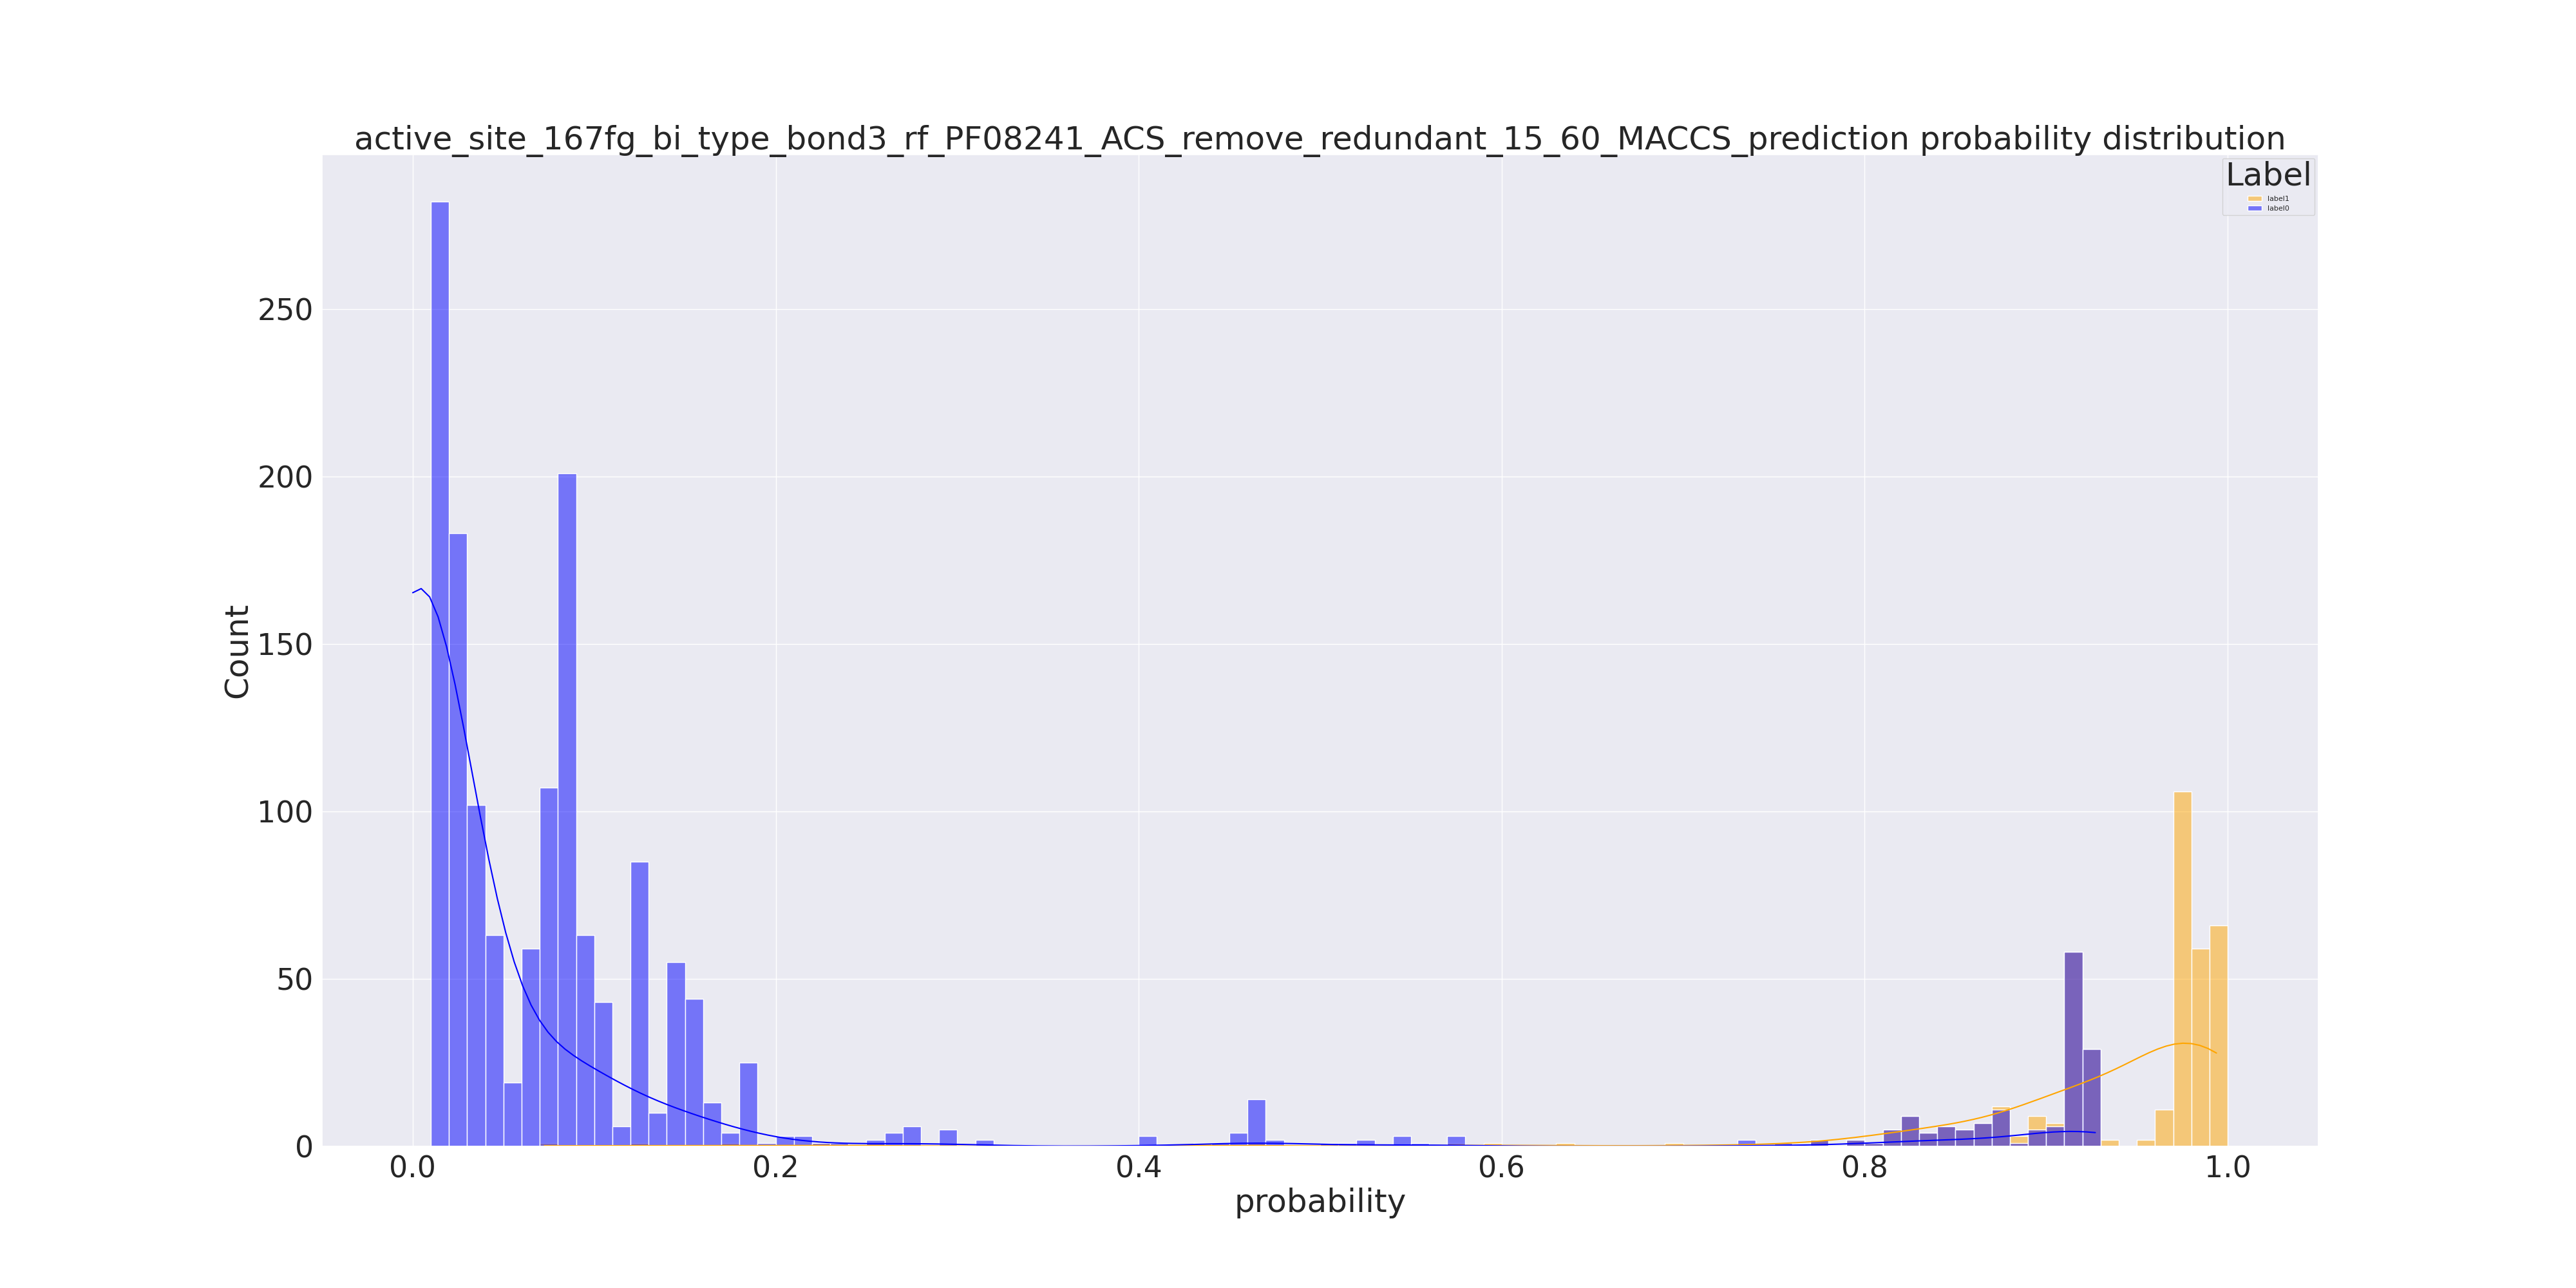 active_site_167fg_bi_type_bond3_rf_PF08241_ACS_remove_redundant_15_60_MACCS_prediction probability distribution
Label
label1
label0
250
200
150
100
50
0
Count
0.0 0.2 0.4 0.6 0.8 1.0
probability